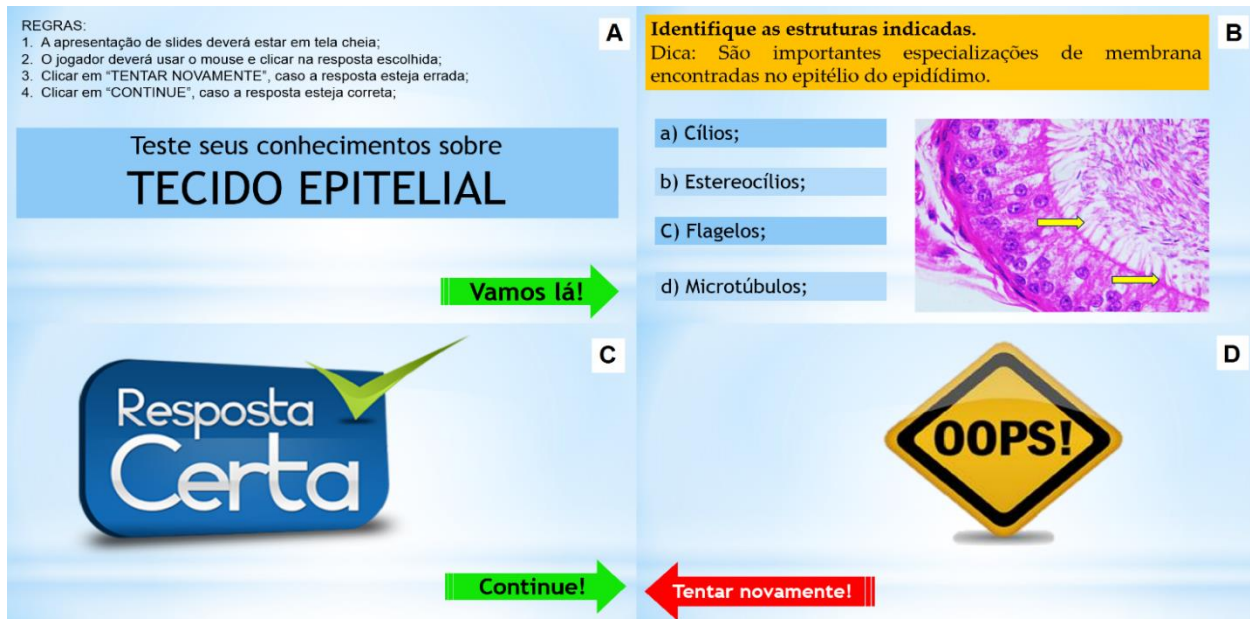 REGRAS:
1. A apresentação de slides deverá estar em tela cheia;
2. O jogador deverá usar o mouse e clicar na resposta escolhida;
3. Clicar em “TENTAR NOVAMENTE”, caso a resposta esteja errada;
4. Clicar em “CONTINUE”, caso a resposta esteja correta;
A
Teste seus conhecimentos sobre
TECIDO EPITELIAL
Vamos lá!
B
Identifique as estruturas indicadas.
Dica: São importantes especializações de membrana
encontradas no epitélio do epidídimo.
a) Cílios;
b) Estereocílios;
C) Flagelos;
d) Microtúbulos;
C
Resposta
Certa
Continue!
D
OOPS!
Tentar novamente!